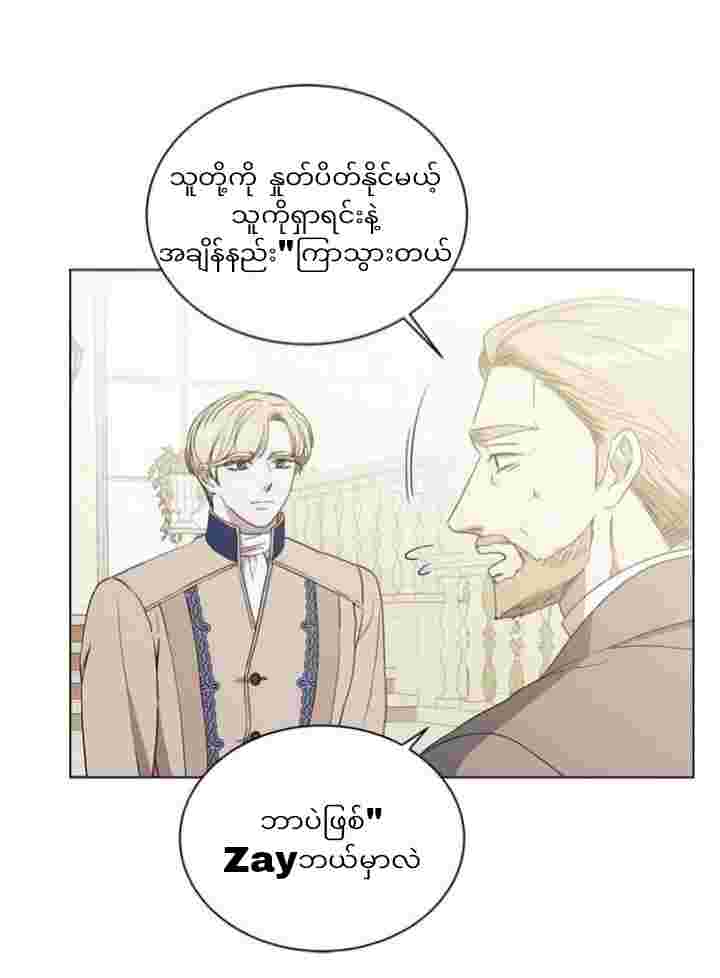 သူတို့ကို နှုတ်ပိတ်နိုင်မယ့်
သူကိုရှာရင်းနဲ့
အချိန်နည်း"ကြာသွားတယ်
ဘာပဲဖြစ်"
Zayဘယ်မှာလဲ